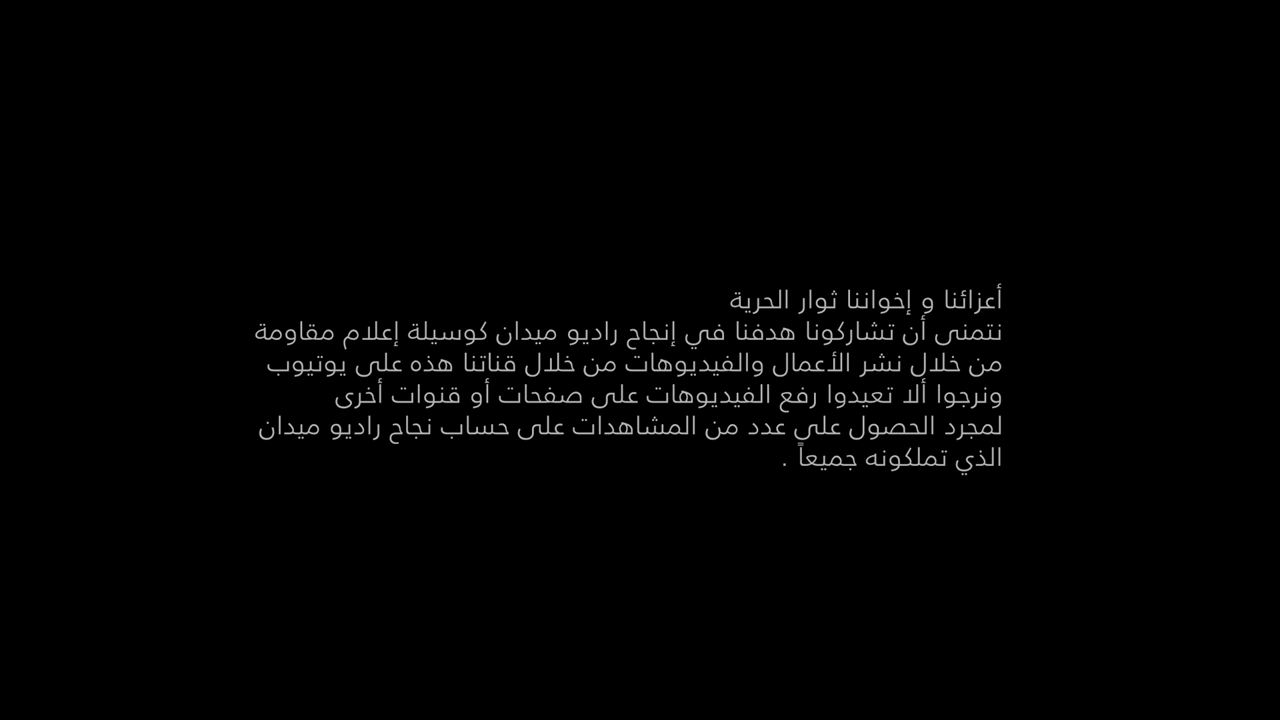 أعزائنا و إخواننا ثوار الحرية
نتمنى أن تشاركونا هدفنا في إنجاح راديو ميدان كوسيلة إعلام مقاومة
من خلال نشر الأعمال والفيديوهات من خلال قناتنا هذه على يوتيوب
ونرجوا ألا تعيدوا رفع الفيديوهات على صفحات أو قنوات أخرى
لمجرد الحصول على عدد من المشاهدات على حساب نجاح راديو ميدان
الذي تملكونه جميعاً .